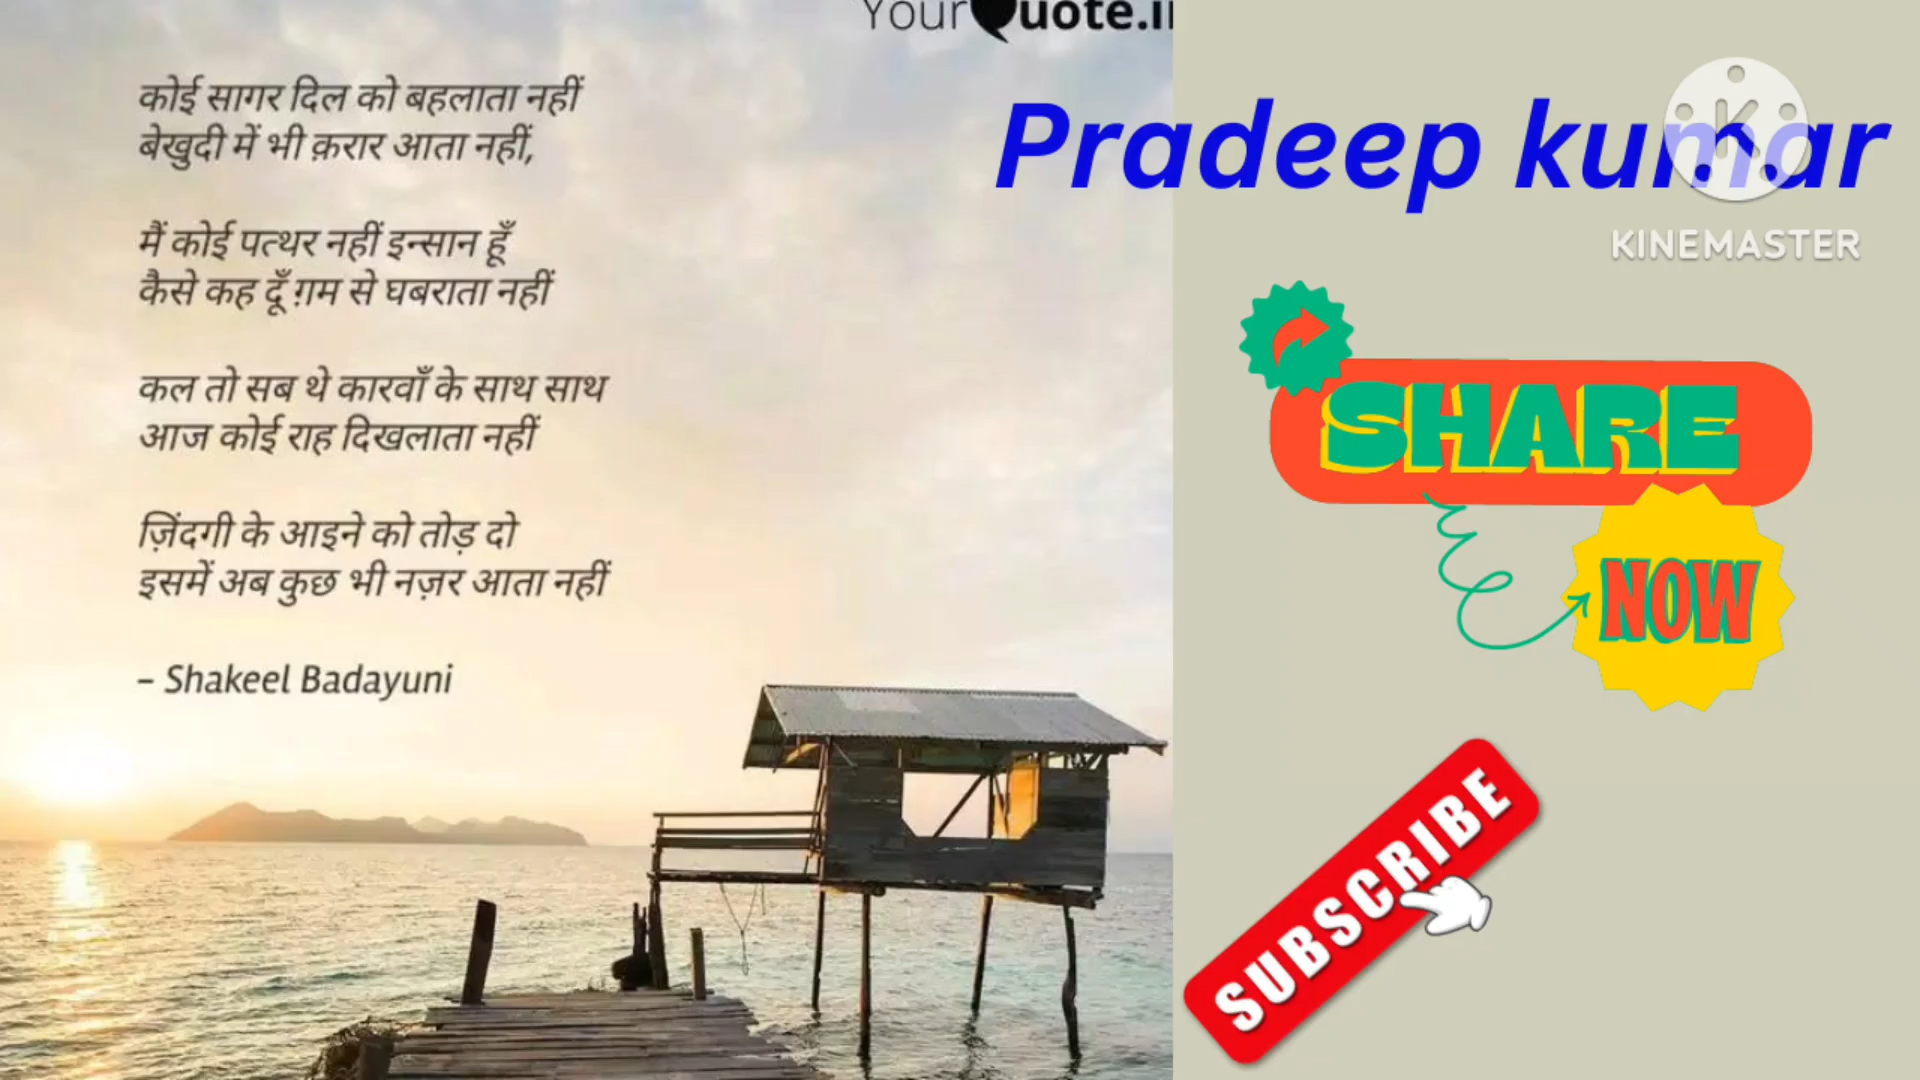 YourQuote.in
कोई सागर दिल को बहलाता नहीं
बेखुदी में भी क़रार आता नहीं,
मैं कोई पत्थर नहीं इन्सान हूँ
कैसे कह दूँ ग़म से घबराता नहीं
कल तो सब थे कारवाँ के साथ साथ
आज कोई राह दिखलाता नहीं
ज़िंदगी के आइने को तोड़ दो
इसमें अब कुछ भी नज़र आता नहीं
– Shakeel Badayuni
Pradeep kumar
K
KINEMASTER
SHARE
NOW
SUBSCRIBE